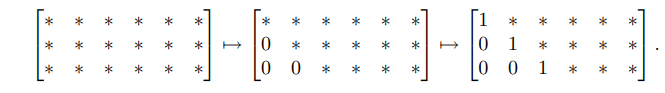 [* * * * * *] ↦ [* * * * * *] ↦ [1 * * * * *]
[* * * * * *] ↦ [0 * * * * *] ↦ [0 1 * * * *]
[* * * * * *] ↦ [0 0 * * * *] ↦ [0 0 1 * * *] .